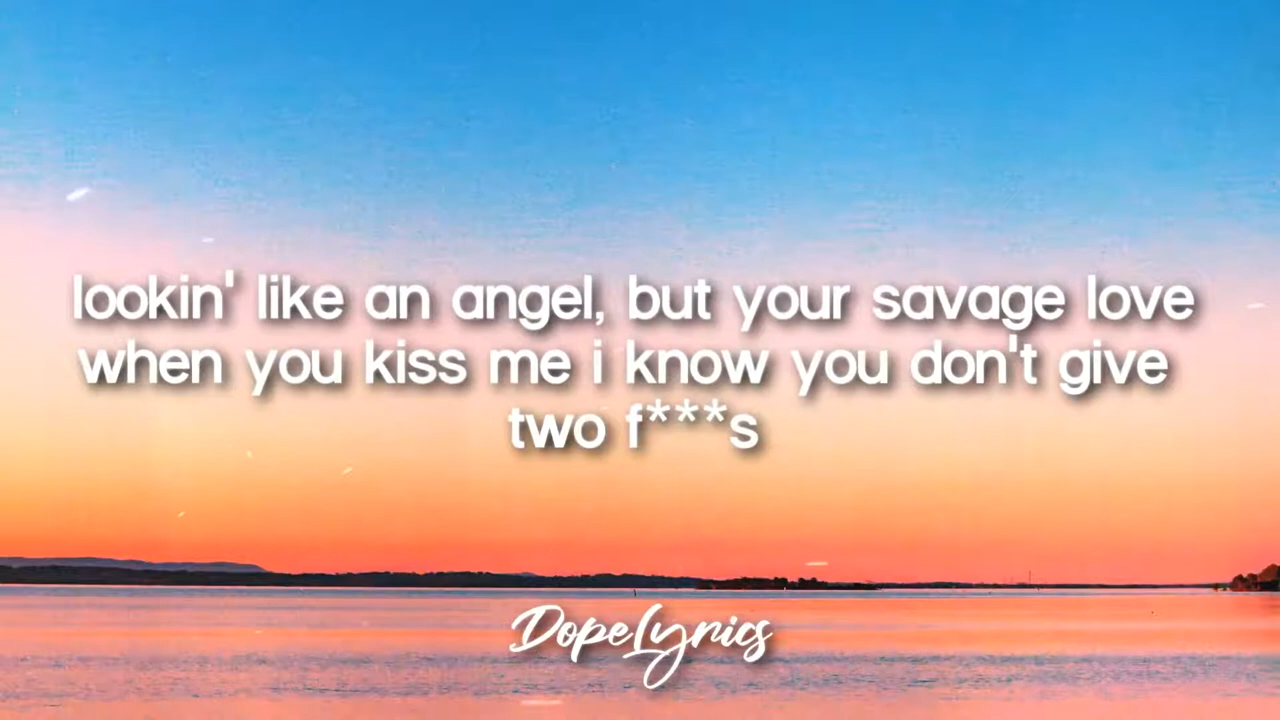 lookin' like an angel, but your savage love
when you kiss me i know you don't give
two f***s
DopeLyrics